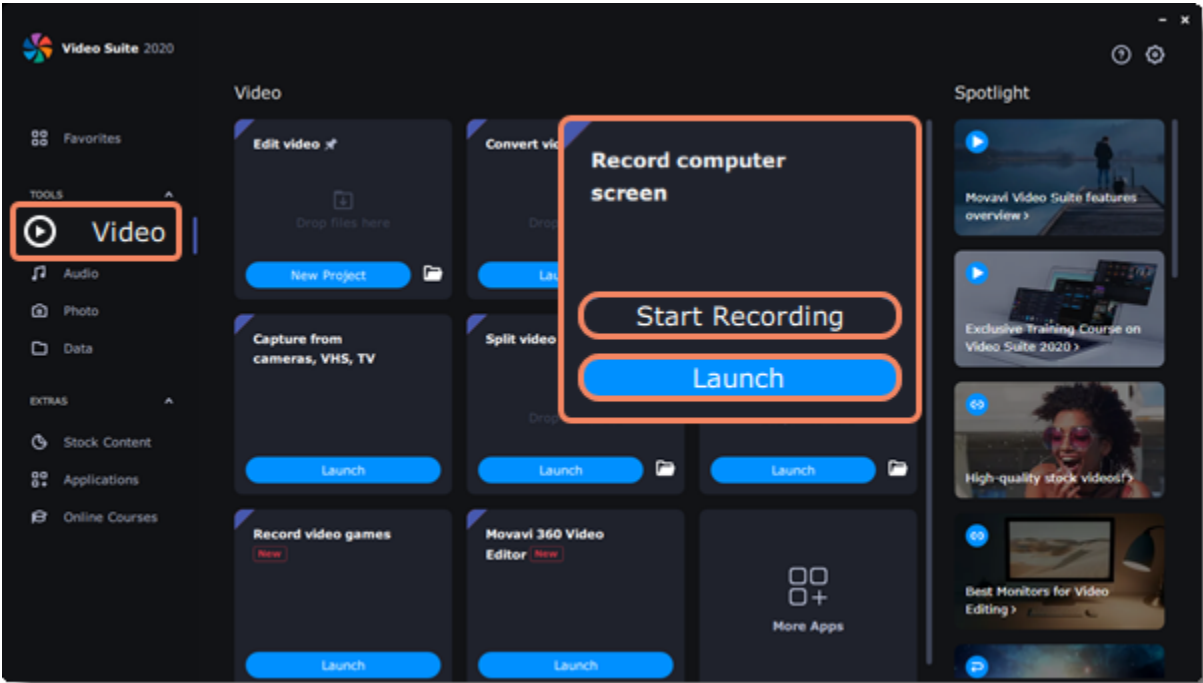 Video Suite 2020
Favorites
TOOLS
Video
Audio
Photo
Data
EXTRAS
Stock Content
Applications
Online Courses
Video
Edit video
Drop files here
New Project
Convert
Drop
Record computer
screen
Start Recording
Launch
Capture from
cameras, VHS, TV
Launch
Split video
Drop
Launch
Launch
Record video games
New
Launch
Movavi 360 Video
Editor New
Launch
More Apps
Spotlight
Movavi Video Suite features
overview ›
Exclusive Training Course on
Video Suite 2020 ›
High-quality stock videos! ›
Best Monitors for Video
Editing ›